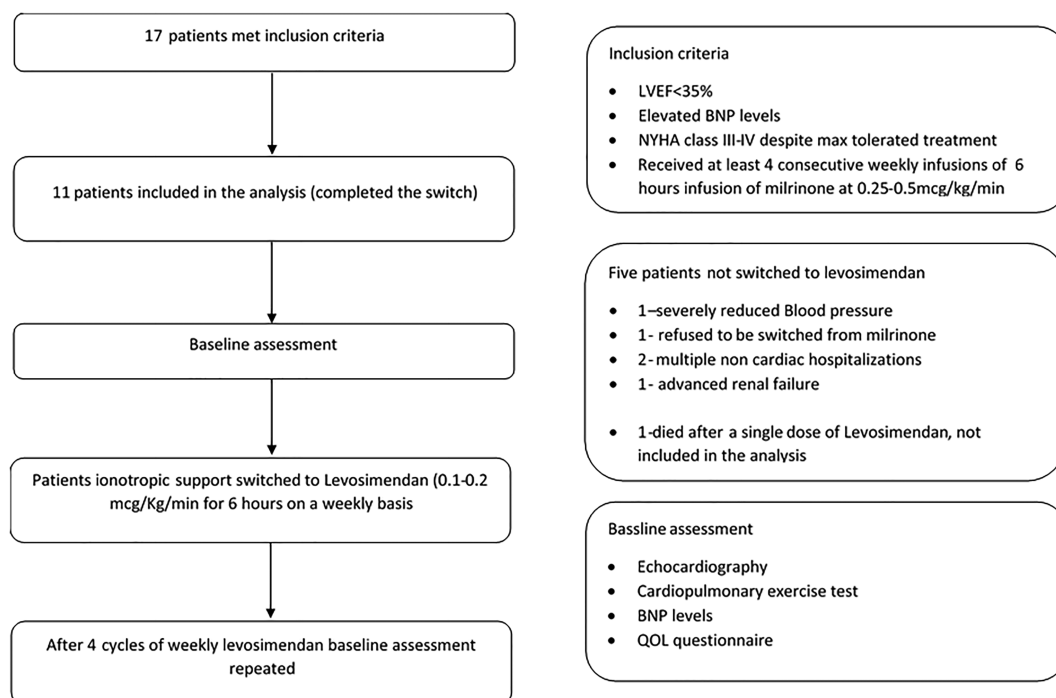 17 patients met inclusion criteria
11 patients included in the analysis (completed the switch)
Baseline assessment
Patients ionotropic support switched to Levosimendan (0.1-0.2
mcg/Kg/min for 6 hours on a weekly basis
After 4 cycles of weekly levosimendan baseline assessment
repeated
Inclusion criteria
• LVEF<35%
• Elevated BNP levels
• NYHA class III-IV despite max tolerated treatment
• Received at least 4 consecutive weekly infusions of 6
hours infusion of milrinone at 0.25-0.5mcg/kg/min
Five patients not switched to levosimendan
• 1–severely reduced Blood pressure
• 1- refused to be switched from milrinone
• 2- multiple non cardiac hospitalizations
• 1- advanced renal failure
• 1-died after a single dose of Levosimendan, not
included in the analysis
Bassline assessment
• Echocardiography
• Cardiopulmonary exercise test
• BNP levels
• QOL questionnaire